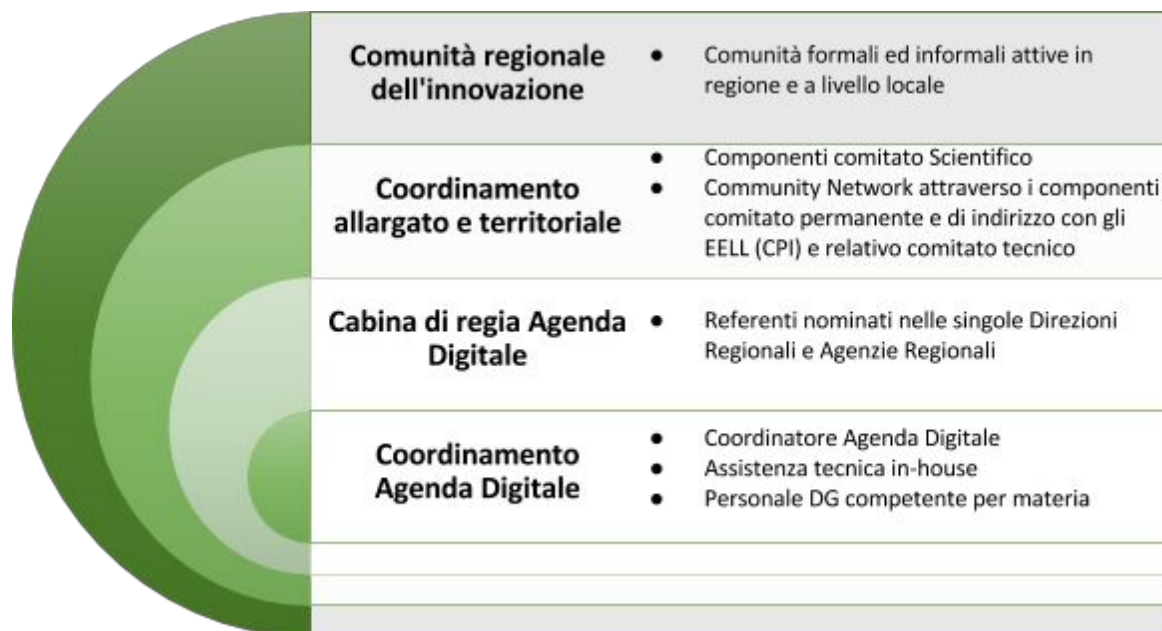 Comunità regionale
dell'innovazione
● Comunità formali ed informali attive in
regione e a livello locale
Coordinamento
allargato e territoriale
● Componenti comitato Scientifico
● Community Network attraverso i componenti
comitato permanente e di indirizzo con gli
EELL (CPI) e relativo comitato tecnico
Cabina di regia Agenda
Digitale
● Referenti nominati nelle singole Direzioni
Regionali e Agenzie Regionali
Coordinamento
Agenda Digitale
● Coordinatore Agenda Digitale
● Assistenza tecnica in-house
● Personale DG competente per materia